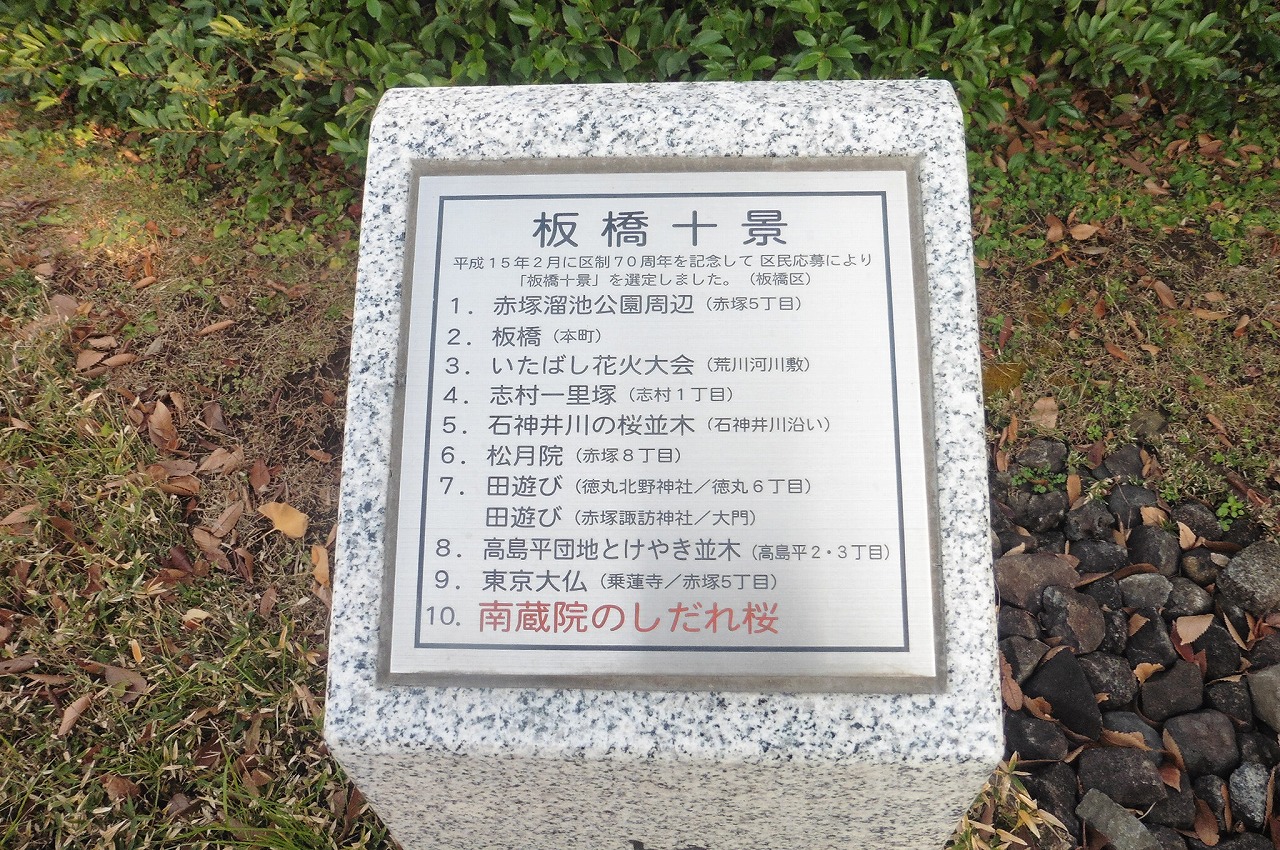 板橋十景
平成15年2月に区制70周年を記念して 区民応募により
「板橋十景」を選定しました。（板橋区）
1．赤塚溜池公園周辺（赤塚5丁目）
2．板橋（本町）
3．いたばし花火大会（荒川河川敷）
4．志村一里塚（志村1丁目）
5．石神井川の桜並木（石神井川沿い）
6．松月院（赤塚8丁目）
7．田遊び（徳丸北野神社／徳丸6丁目）
田遊び（赤塚諏訪神社／大門）
8．高島平団地とけやき並木（高島平2・3丁目）
9．東京大仏（乗蓮寺／赤塚5丁目）
10．南蔵院のしだれ桜